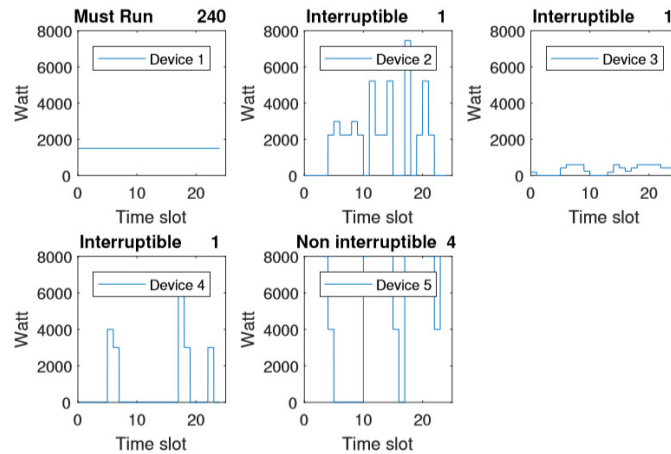 Must Run 240
8000
6000
4000
2000
0
Watt
Device 1
0 10 20
Time slot
Interruptible 1
8000
6000
4000
2000
0
Watt
Device 2
0 10 20
Time slot
Interruptible 1
8000
6000
4000
2000
0
Watt
Device 3
0 10 20
Time slot
Interruptible 1
8000
6000
4000
2000
0
Watt
Device 4
0 10 20
Time slot
Non interruptible 4
8000
6000
4000
2000
0
Watt
Device 5
0 10 20
Time slot